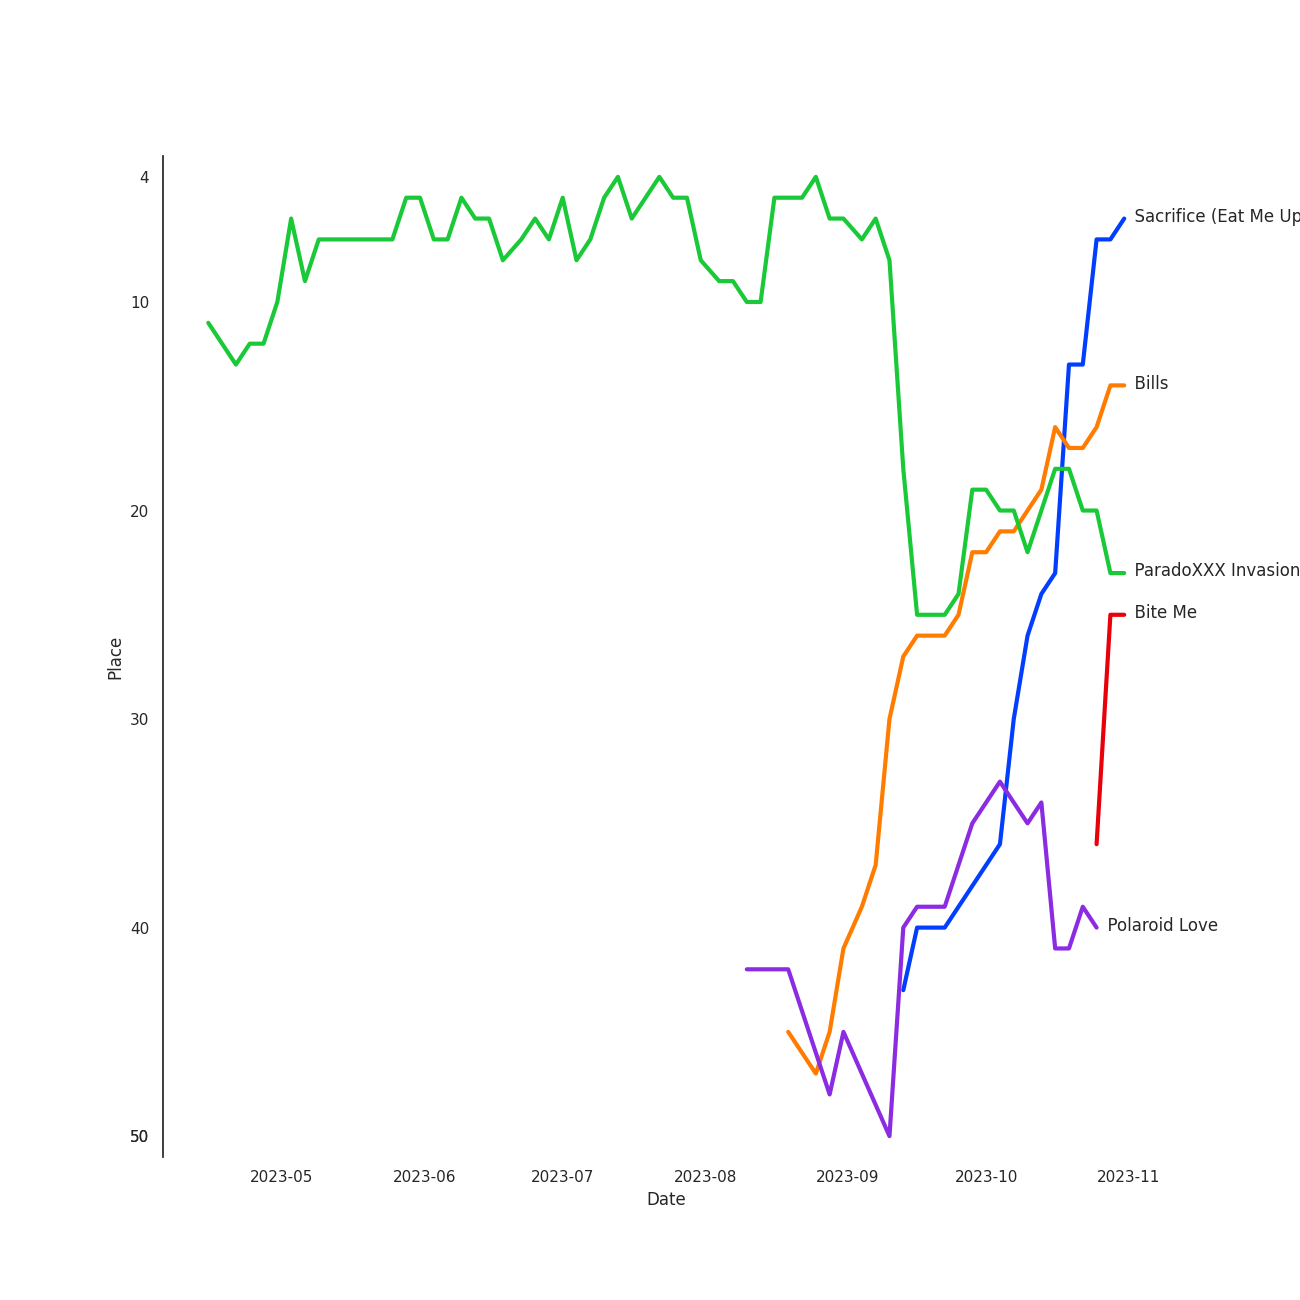 4
10
20
30
40
50
Place
Sacrifice (Eat Me Up
Bills
ParadoXXX Invasion
Bite Me
Polaroid Love
2023-05
2023-06
2023-07
2023-08
2023-09
2023-10
2023-11
Date